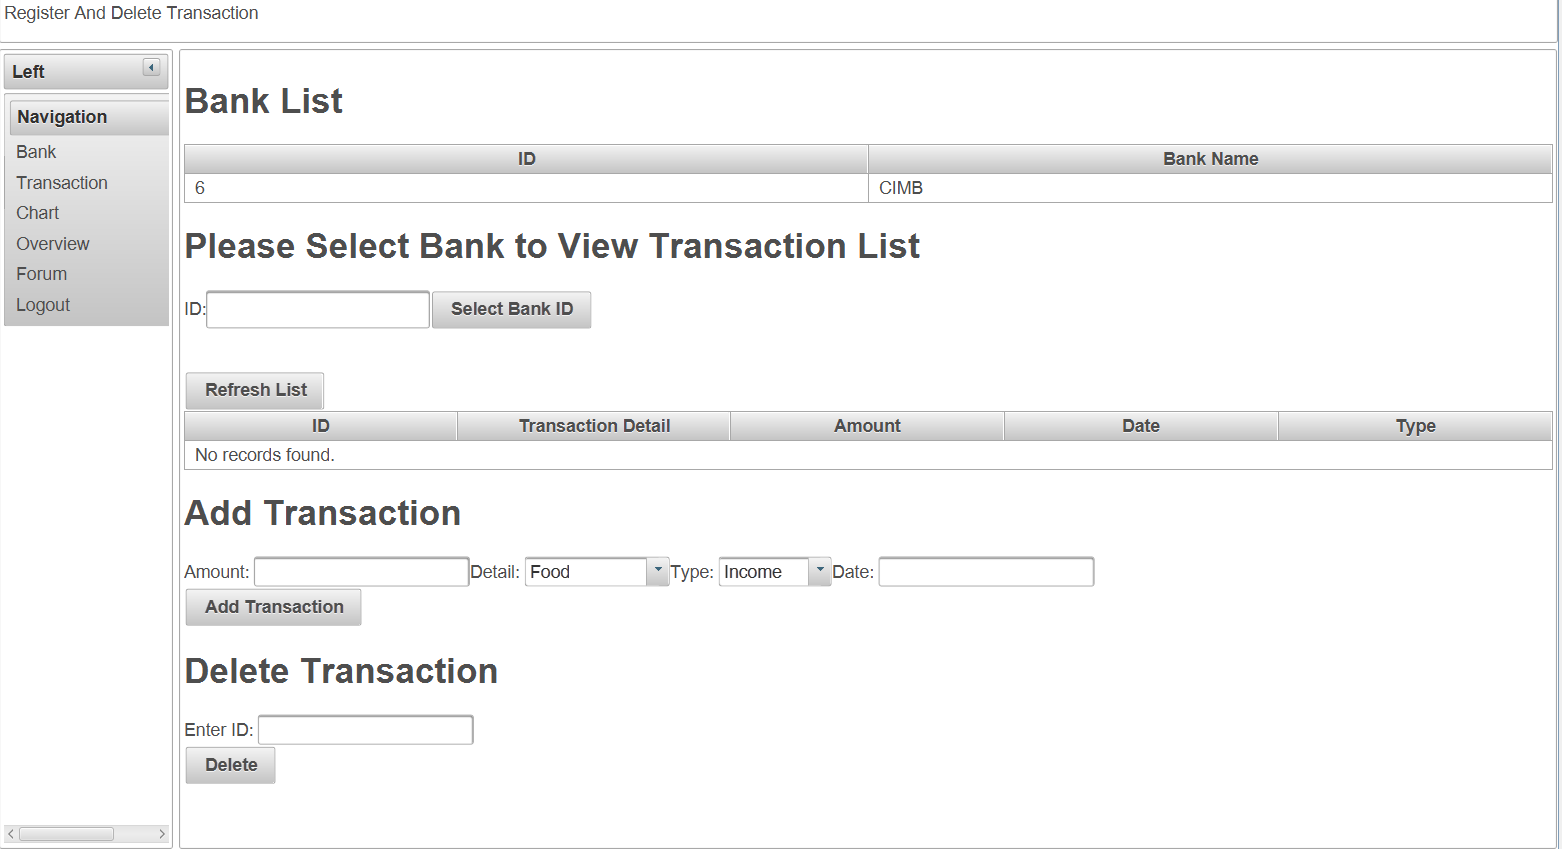 Register And Delete Transaction
Left
Navigation
Bank
Transaction
Chart
Overview
Forum
Logout
Bank List
ID Bank Name
6 CIMB
Please Select Bank to View Transaction List
ID: Select Bank ID
Refresh List
ID Transaction Detail Amount Date Type
No records found.
Add Transaction
Amount: Detail: Food Type: Income Date:
Add Transaction
Delete Transaction
Enter ID:
Delete